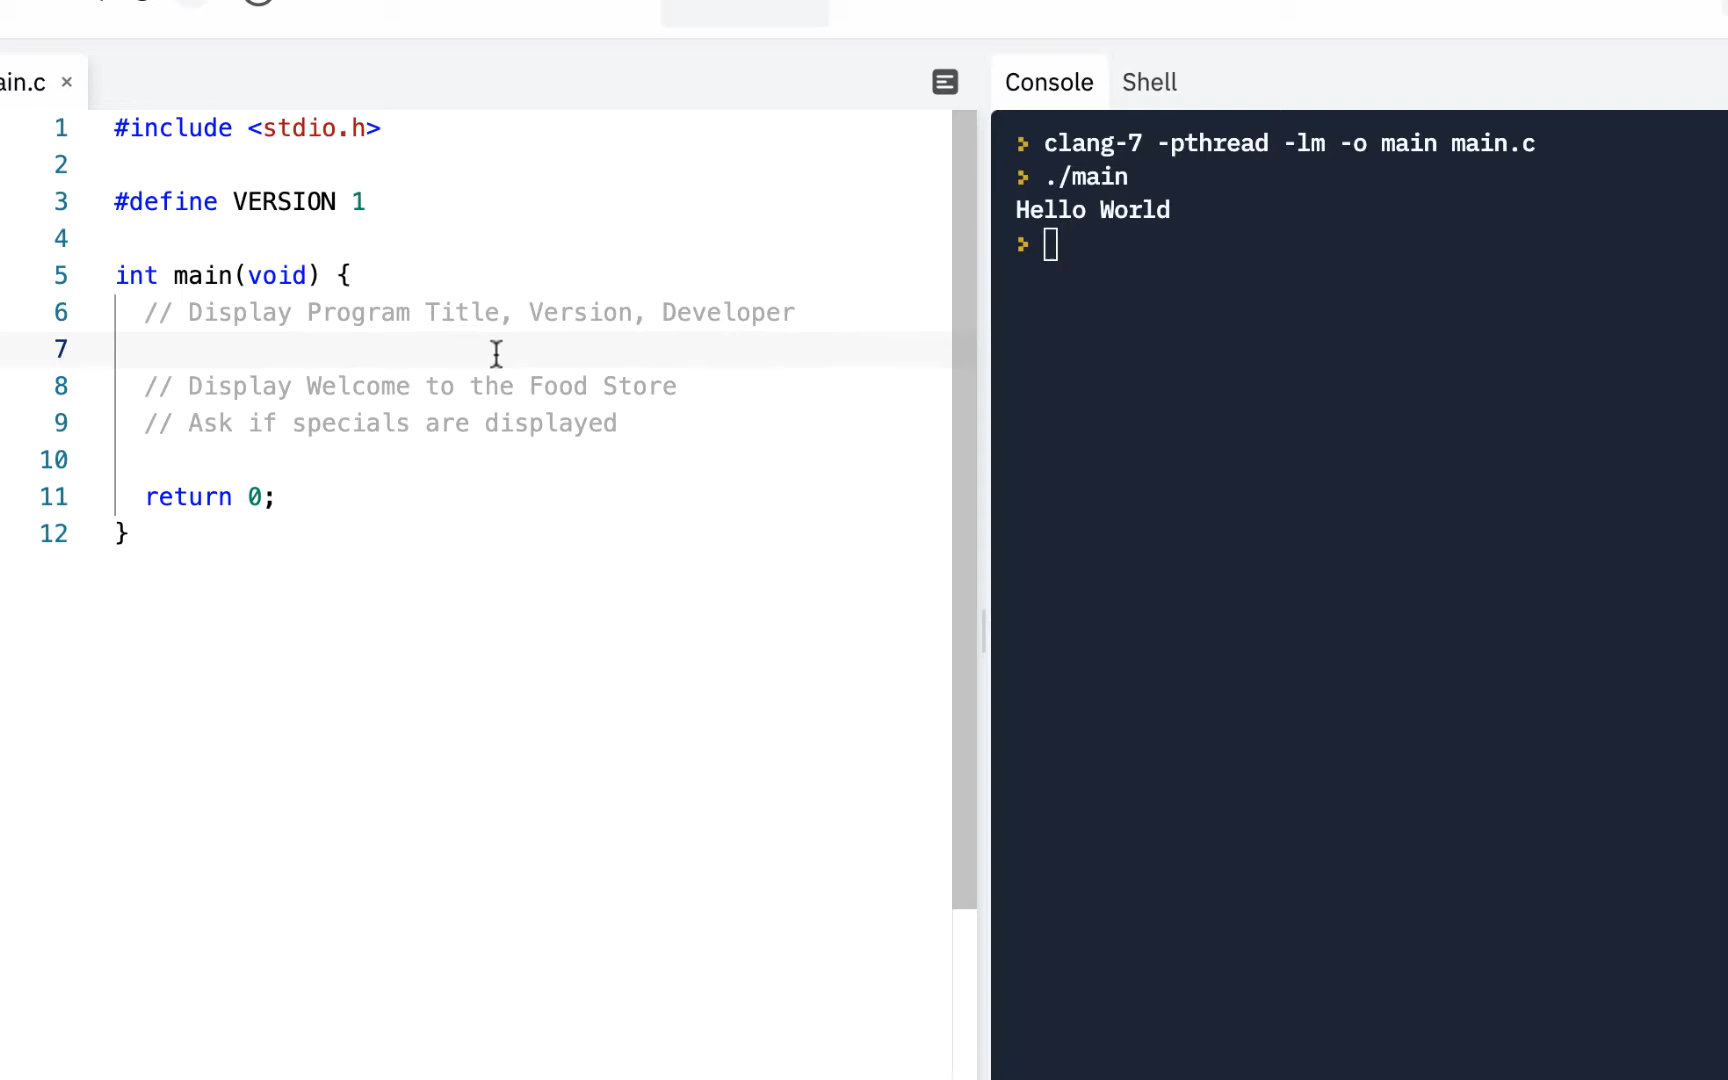 ain.c ×
Console Shell
1 #include <stdio.h>
2
3 #define VERSION 1
4
5 int main(void) {
6 // Display Program Title, Version, Developer
7
8 // Display Welcome to the Food Store
9 // Ask if specials are displayed
10
11 return 0;
12 }
clang-7 -pthread -lm -o main main.c
./main
Hello World